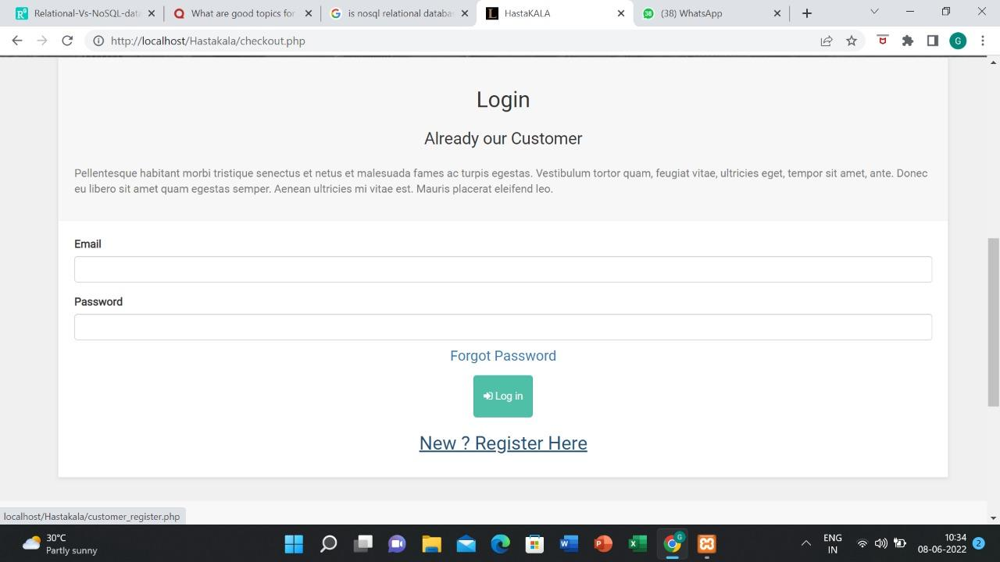 Relational-Vs-NoSQL-dat
What are good topics f
is nosql relational databa
HastaKALA
38
(38) WhatsApp
http://localhost/Hastakala/checkout.php
G
Login
Already our Customer
Pellentesque habitant morbi tristique senectus et netus et malesuada fames ac turpis egestas. Vestibulum tortor quam, feugiat vitae, ultricies eget, tempor sit amet, ante. Donec
eu libero sit amet quam egestas semper. Aenean ultricies mi vitae est. Mauris placerat eleifend leo.
Email
Password
Forgot Password
Log in
New ? Register Here
localhost/Hastakala/customer_register.php
30°C
Partly sunny
ENG
IN
10:34
08-06-2022
2